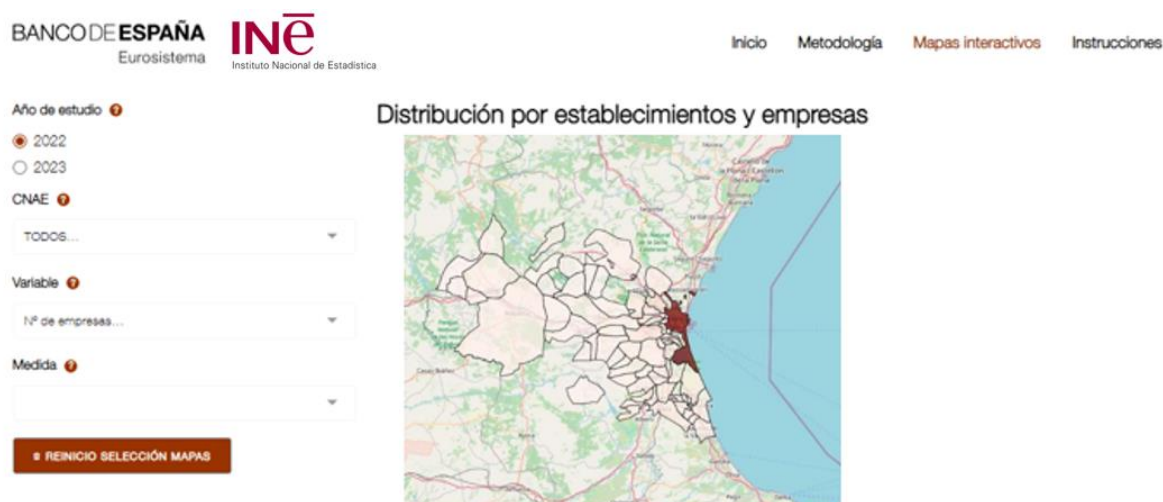 BANCO DE ESPAÑA
Eurosistema
INe
Instituto Nacional de Estadística
Inicio Metodología Mapas interactivos Instrucciones
Año de estudio ?
2022
2023
CNAE ?
TODOS...
Variable ?
Nº de empresas...
Medida ?
REINICIO SELECCIÓN MAPAS
Distribución por establecimientos y empresas